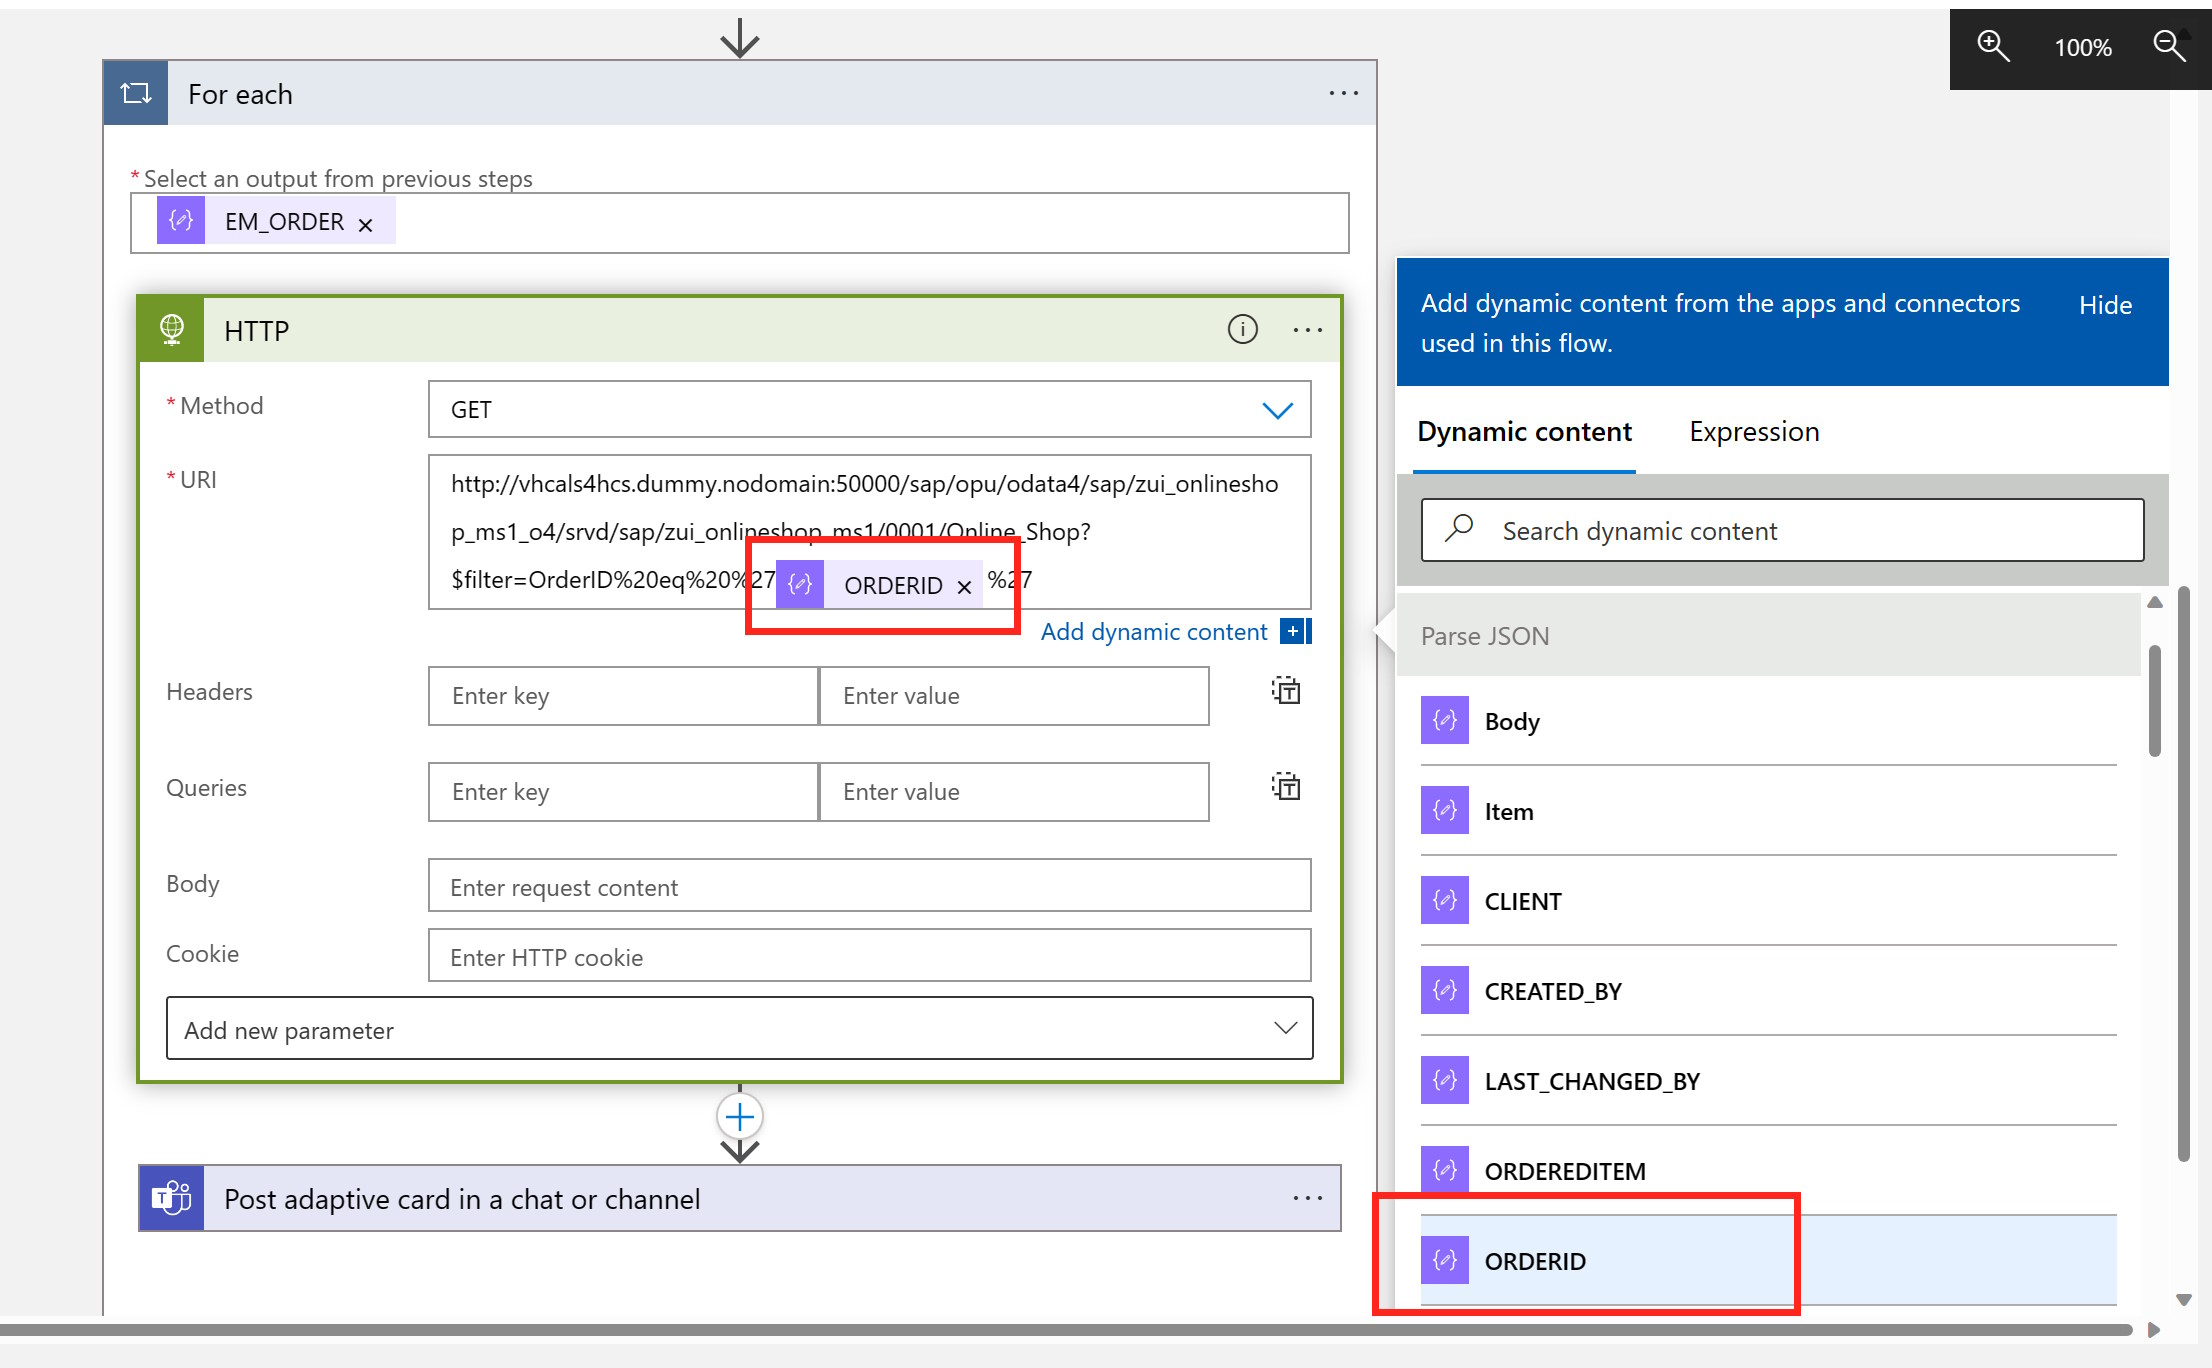 100%
For each
...
* Select an output from previous steps
EM_ORDER ×
HTTP
...
* Method
GET
* URI
http://vhcals4hcs.dummy.nodomain:50000/sap/opu/odata4/sap/zui_onlinesho
p_ms1_o4/srvd/sap/zui_onlineshop_ms1/0001/Online_Shop?
$filter=OrderID%20eq%20%27 ORDERID × %27
Add dynamic content
Headers
Enter key
Enter value
Queries
Enter key
Enter value
Body
Enter request content
Cookie
Enter HTTP cookie
Add new parameter
Post adaptive card in a chat or channel
...
Add dynamic content from the apps and connectors
used in this flow.
Hide
Dynamic content
Expression
Search dynamic content
Parse JSON
Body
Item
CLIENT
CREATED_BY
LAST_CHANGED_BY
ORDEREDITEM
ORDERID